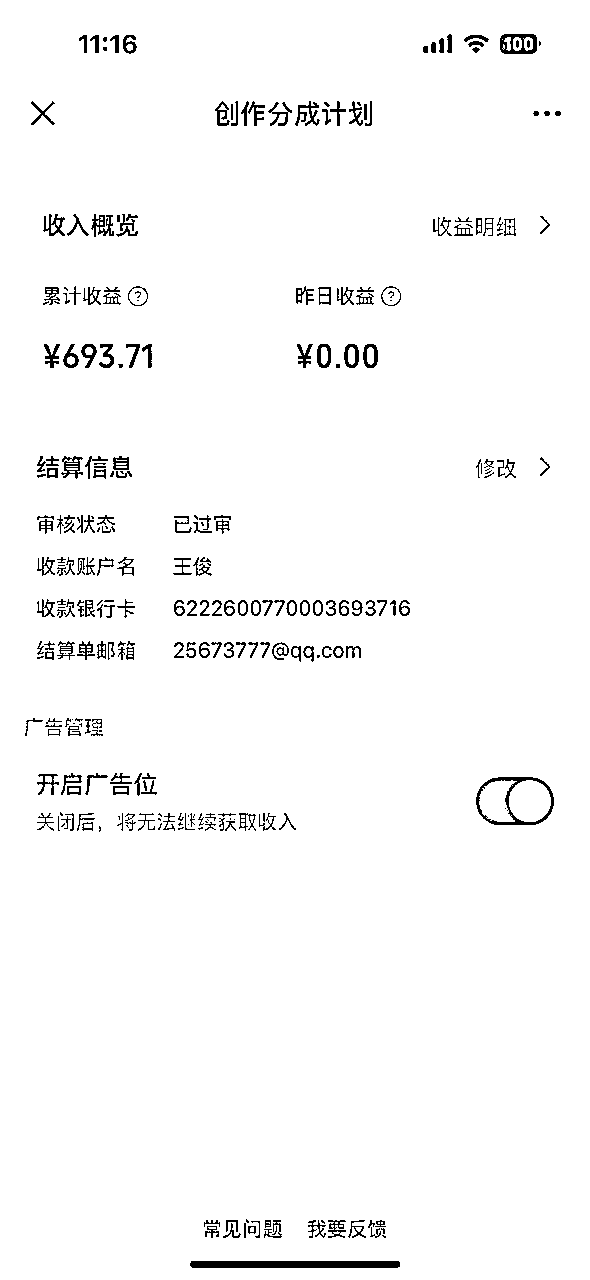 11:16 100
创作分成计划
收入概览 收益明细
累计收益 ? 昨日收益 ?
¥693.71 ¥0.00
结算信息 修改
审核状态 已过审
收款账户名 王俊
收款银行卡 6222600770003693716
结算单邮箱 25673777@qq.com
广告管理
开启广告位
关闭后，将无法继续获取收入
常见问题 我要反馈